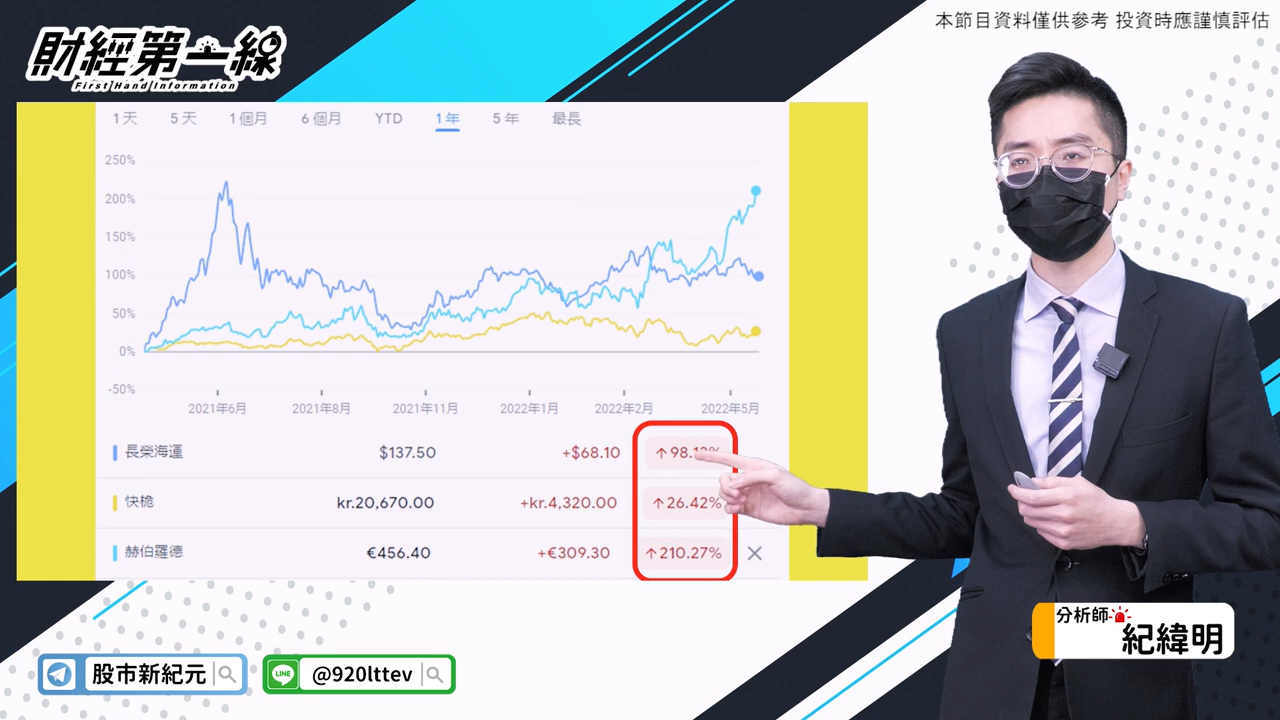 本節目資料僅供參考 投資時應謹慎評估
財經第一線
First Hand Information
1天 5天 1個月 6個月 YTD 1年 5年 最長
250%
200%
150%
100%
50%
0%
-50%
2021年6月 2021年8月 2021年11月 2022年1月 2022年2月 2022年5月
長榮海運 $137.50 +$68.10 ↑98.13%
快桅 kr.20,670.00 +kr.4,320.00 ↑26.42%
赫伯羅德 €456.40 +€309.30 ↑210.27%
分析師
紀緯明
股市新紀元
LINE @920lttev